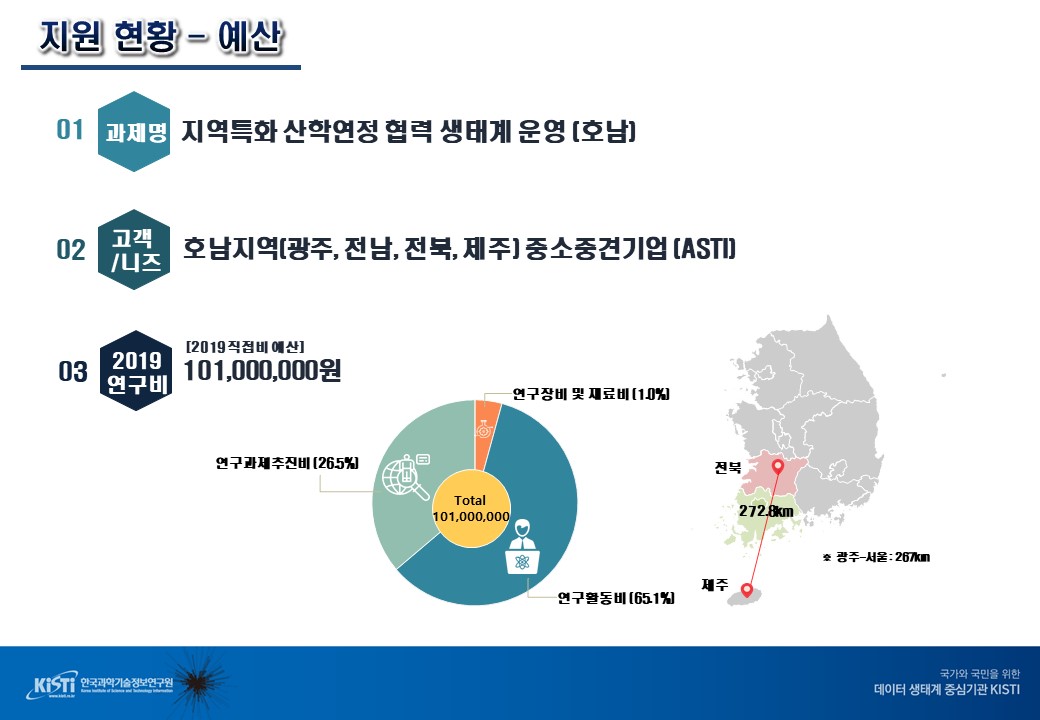 지원 현황 – 예산
01
과제명
지역특화 산학연정 협력 생태계 운영 (호남)
02
고객
/니즈
호남지역(광주, 전남, 전북, 제주) 중소중견기업 (ASTI)
03
2019
연구비
[2019 직접비 예산]
101,000,000원
연구장비 및 재료비 (1.0%)
연구과제추진비 (26.5%)
Total
101,000,000
연구활동비 (65.1%)
전북
272.8km
※ 광주-서울 : 267km
제주
KiSTi 한국과학기술정보연구원
www.kisti.re.kr Korea Institute of Science and Technology Information
국가와 국민을 위한
데이터 생태계 중심기관 KISTI